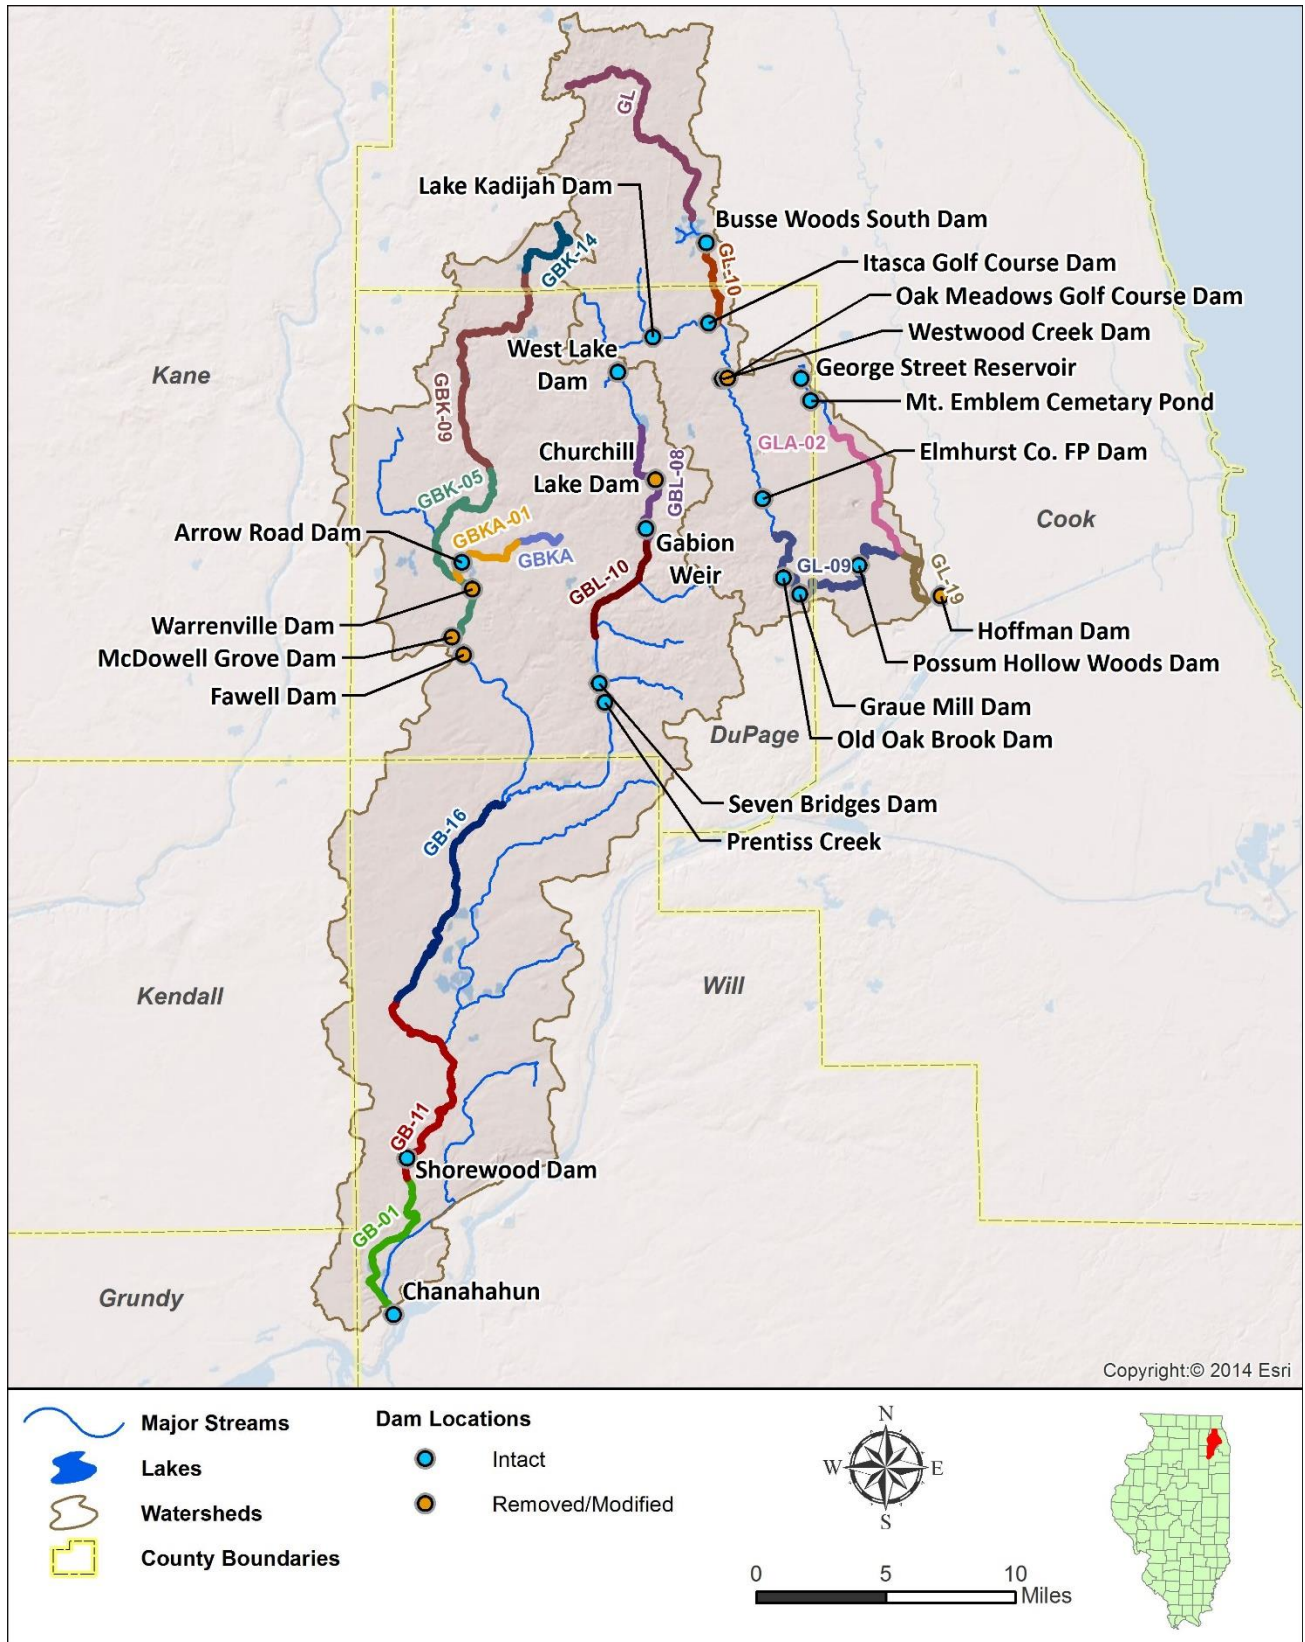 GL
Lake Kadijah Dam
Busse Woods South Dam
GBK-14
GL-10
Itasca Golf Course Dam
Oak Meadows Golf Course Dam
Westwood Creek Dam
West Lake
Dam
George Street Reservoir
Kane
Mt. Emblem Cemetary Pond
GBK-09
GLA-02
Elmhurst Co. FP Dam
Churchill
Lake Dam
GBL-08
GBK-05
Cook
Arrow Road Dam
GBKA-01
GBKA
Gabion
Weir
GL-09
GBL-10
GL-19
Warrenville Dam
Hoffman Dam
McDowell Grove Dam
Possum Hollow Woods Dam
Fawell Dam
Graue Mill Dam
DuPage
Old Oak Brook Dam
Seven Bridges Dam
GB-16
Prentiss Creek
Kendall
Will
GB-11
Shorewood Dam
GB-01
Grundy
Chanahahun
Copyright:© 2014 Esri
Major Streams
Lakes
Watersheds
County Boundaries
Dam Locations
Intact
Removed/Modified
N
W
E
S
0
5
10
Miles